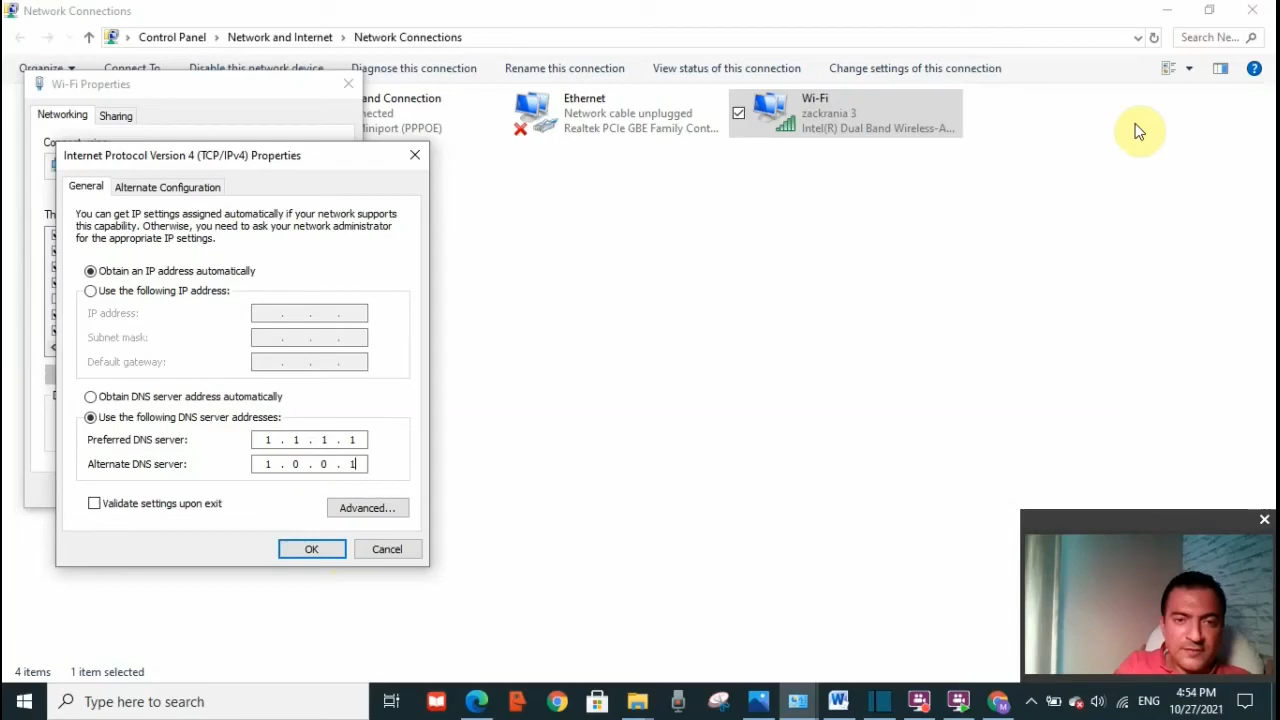 Network Connections
Control Panel
Network and Internet
Network Connections
Search Ne...
Organize
Connect To
Disable this network device
Diagnose this connection
Rename this connection
View status of this connection
Change settings of this connection
Wi-Fi Properties
Networking
Sharing
and Connection
Miniport (PPPOE)
Ethernet
Network cable unplugged
Realtek PCIe GBE Family Cont...
Wi-Fi
zackrania 3
Intel(R) Dual Band Wireless-A...
Internet Protocol Version 4 (TCP/IPv4) Properties
General
Alternate Configuration
You can get IP settings assigned automatically if your network supports
this capability. Otherwise, you need to ask your network administrator
for the appropriate IP settings.
Obtain an IP address automatically
Use the following IP address:
IP address:
Subnet mask:
Default gateway:
Obtain DNS server address automatically
Use the following DNS server addresses:
Preferred DNS server: 1 . 1 . 1 . 1
Alternate DNS server: 1 . 0 . 0 . 1
Validate settings upon exit
Advanced...
OK
Cancel
4 items
1 item selected
Type here to search
ENG
4:54 PM
10/27/2021